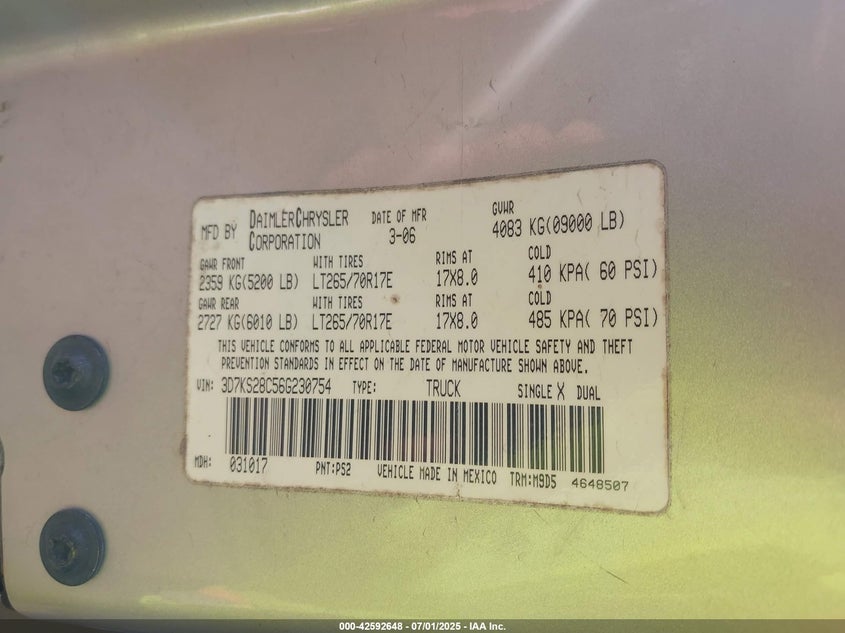 MFD BY DAIMLERCHRYSLER CORPORATION DATE OF MFR 3-06 GVWR 4083 KG(09000 LB)
GAWR FRONT WITH TIRES RIMS AT COLD
2359 KG(5200 LB) LT265/70R17E 17X8.0 410 KPA( 60 PSI)
GAWR REAR WITH TIRES RIMS AT COLD
2727 KG(6010 LB) LT265/70R17E 17X8.0 485 KPA( 70 PSI)
THIS VEHICLE CONFORMS TO ALL APPLICABLE FEDERAL MOTOR VEHICLE SAFETY AND THEFT
PREVENTION STANDARDS IN EFFECT ON THE DATE OF MANUFACTURE SHOWN ABOVE.
VIN: 3D7KS28C56G230754 TYPE: TRUCK SINGLE X DUAL
MDH: 031017 PNT:PS2 VEHICLE MADE IN MEXICO TRM:M9D5 4648507
000-42592648 - 07/01/2025 - IAA Inc.